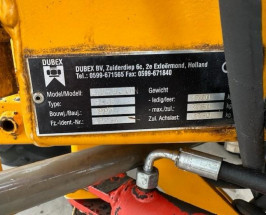 DUBEX
DUBEX BV, Zuiderdiep 6c, 2e Exloërmond, Holland
Tel.: 0599-671565 Fax: 0599-671840
Model/Modell: Gewicht
Type: - ledig/leer:
Bouwj./Bauj. - max.:
Fz.-Ident.-Nr.: Zul. Achslast: